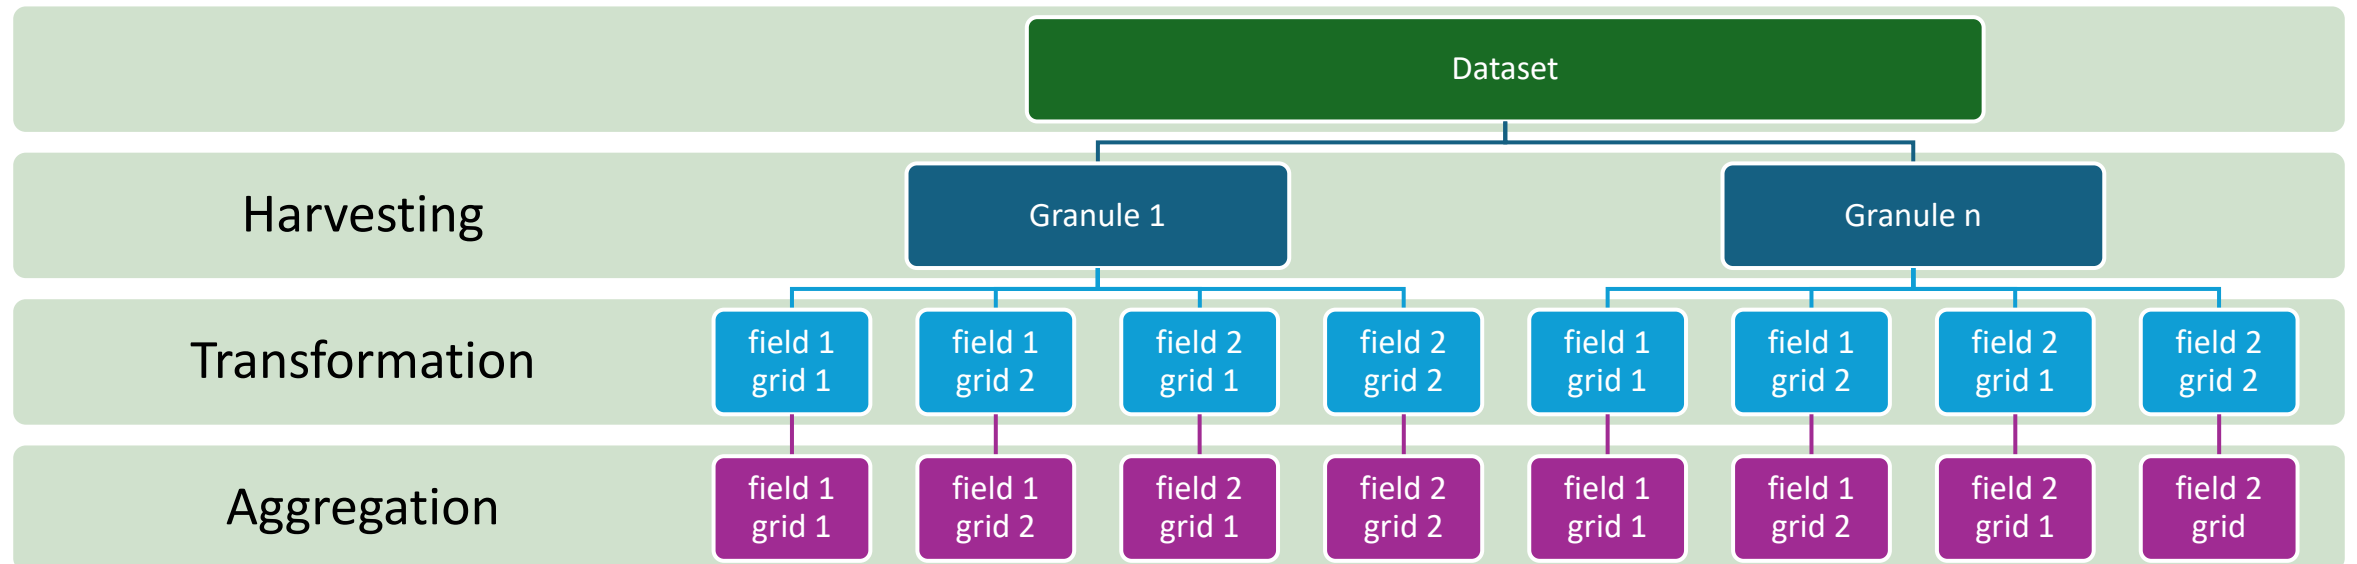 Dataset
Harvesting
Granule 1
Granule n
Transformation
field 1
grid 1
field 1
grid 2
field 2
grid 1
field 2
grid 2
field 1
grid 1
field 1
grid 2
field 2
grid 1
field 2
grid 2
Aggregation
field 1
grid 1
field 1
grid 2
field 2
grid 1
field 2
grid 2
field 1
grid 1
field 1
grid 2
field 2
grid 1
field 2
grid